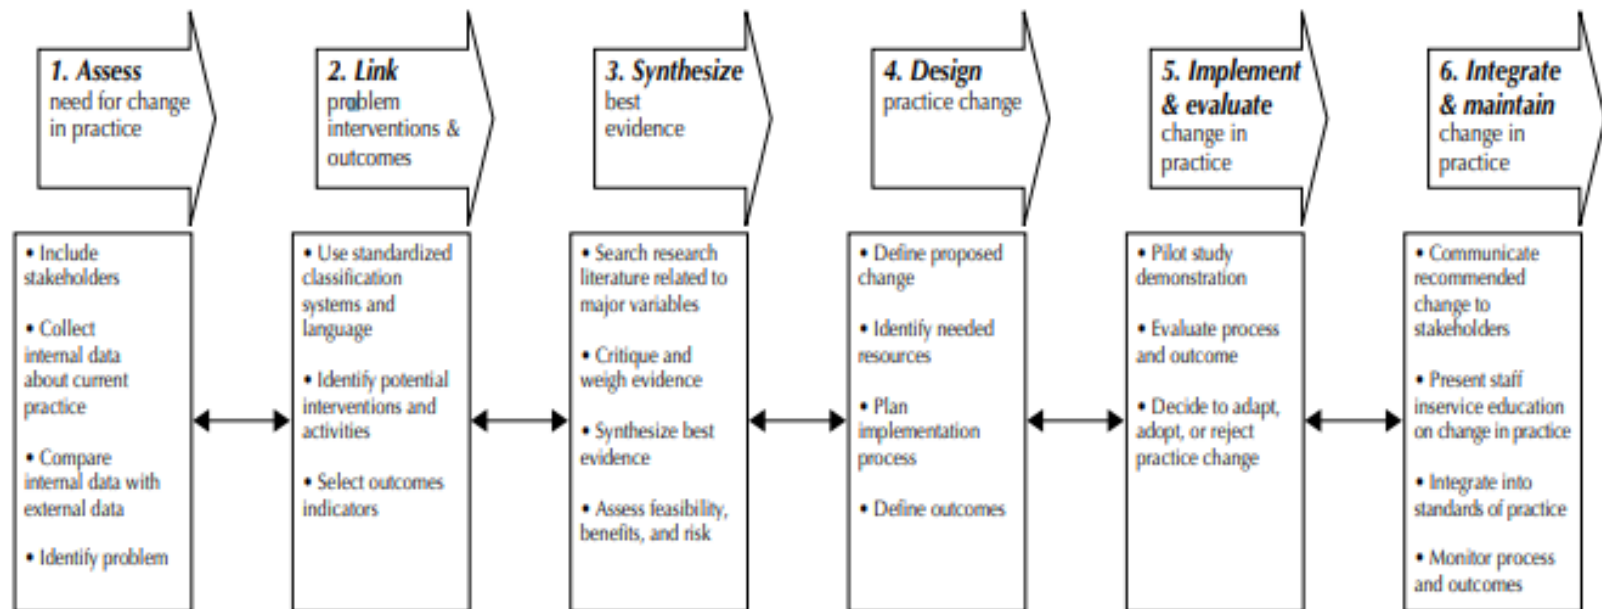 1. Assess
need for change
in practice
2. Link
problem
interventions &
outcomes
3. Synthesize
best
evidence
4. Design
practice change
5. Implement
& evaluate
change in
practice
6. Integrate
& maintain
change in
practice
• Include
stakeholders
• Collect
internal data
about current
practice
• Compare
internal data with
external data
• Identify problem
• Use standardized
classification
systems and
language
• Identify potential
interventions and
activities
• Select outcomes
indicators
• Search research
literature related to
major variables
• Critique and
weigh evidence
• Synthesize best
evidence
• Assess feasibility,
benefits, and risk
• Define proposed
change
• Identify needed
resources
• Plan
implementation
process
• Define outcomes
• Pilot study
demonstration
• Evaluate process
and outcome
• Decide to adapt,
adopt, or reject
practice change
• Communicate
recommended
change to
stakeholders
• Present staff
inservice education
on change in practice
• Integrate into
standards of practice
• Monitor process
and outcomes